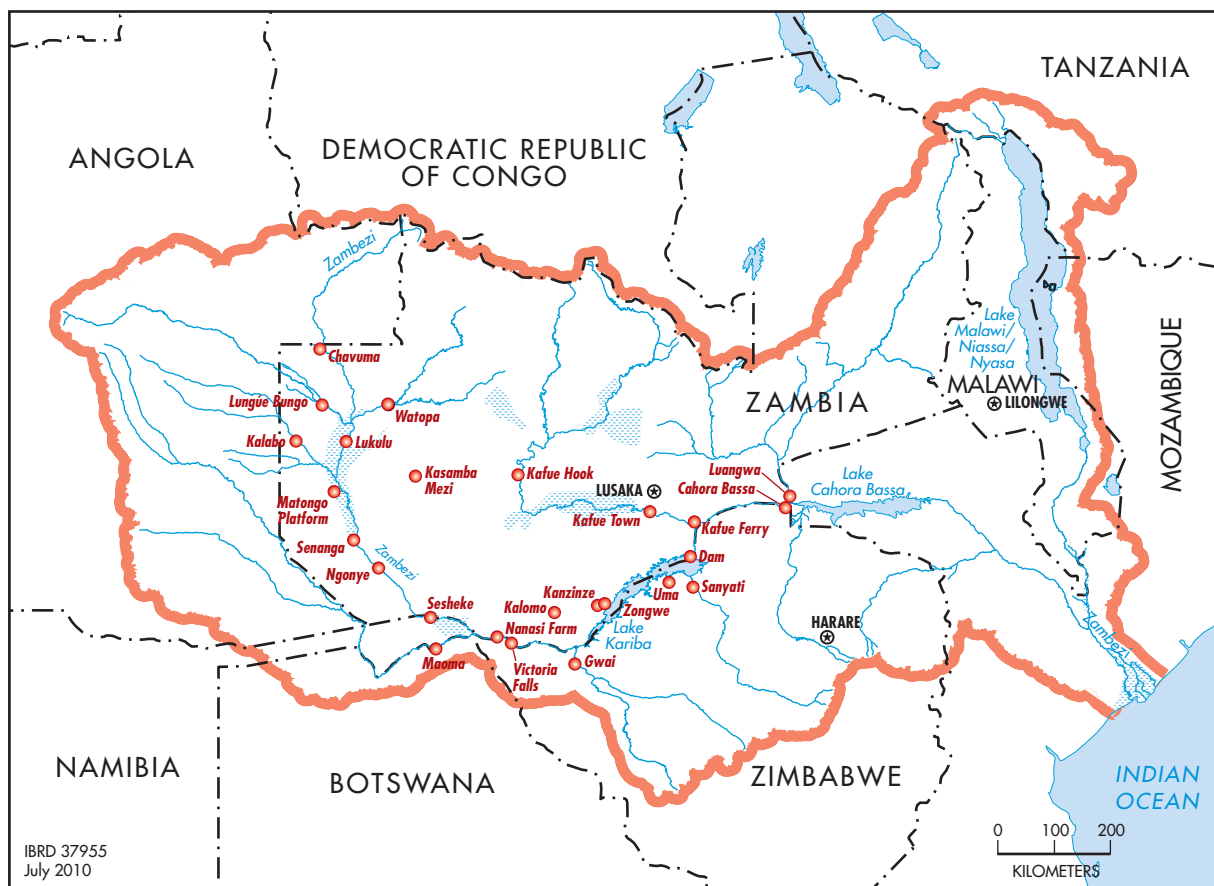 TANZANIA
ANGOLA
DEMOCRATIC REPUBLIC
OF CONGO
Zambezi
Lake
Malawi/
Niassa/
Nyasa
MOZAMBIQUE
Chavuma
MALAWI
LILONGWE
ZAMBIA
Lungue Bungo
Watopa
Kalabo
Lukulu
Kasamba
Mezi
Kafue Hook
Luangwa
Lake
Cahora Bassa
LUSAKA
Cahora Bassa
Matongo
Platform
Kafue Town
Kafue Ferry
Senanga
Zambezi
Dam
Ngonye
Uma
Sanyati
Kanzinze
Sesheke
Kalomo
Zongwe
HARARE
Nanasi Farm
Lake
Kariba
Zambezi
Maoma
Victoria
Falls
Gwai
NAMIBIA
BOTSWANA
ZIMBABWE
INDIAN
OCEAN
0 100 200
KILOMETERS
IBRD 37955
July 2010